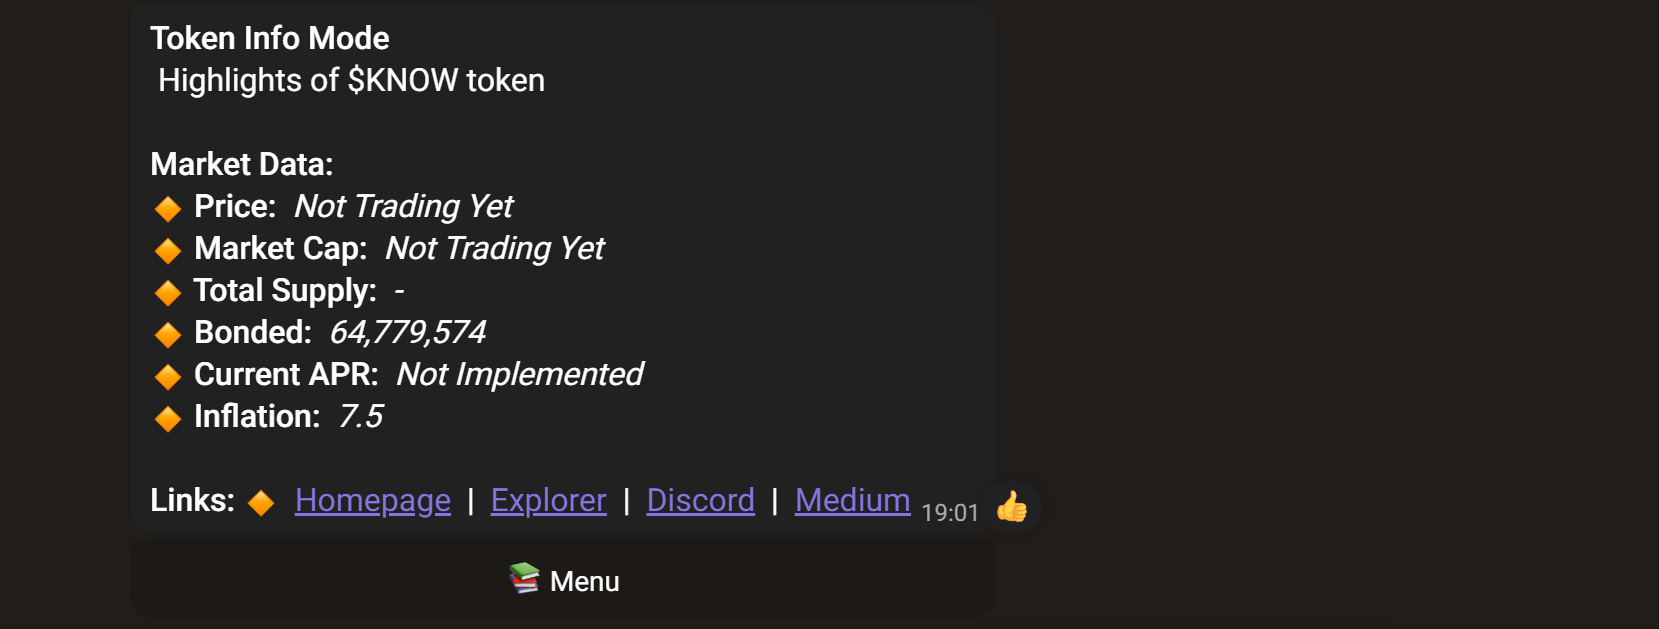 Token Info Mode
Highlights of $KNOW token
Market Data:
🔸 Price: Not Trading Yet
🔸 Market Cap: Not Trading Yet
🔸 Total Supply: -
🔸 Bonded: 64,779,574
🔸 Current APR: Not Implemented
🔸 Inflation: 7.5
Links: 🔸 Homepage | Explorer | Discord | Medium 19:01 👍
📚 Menu